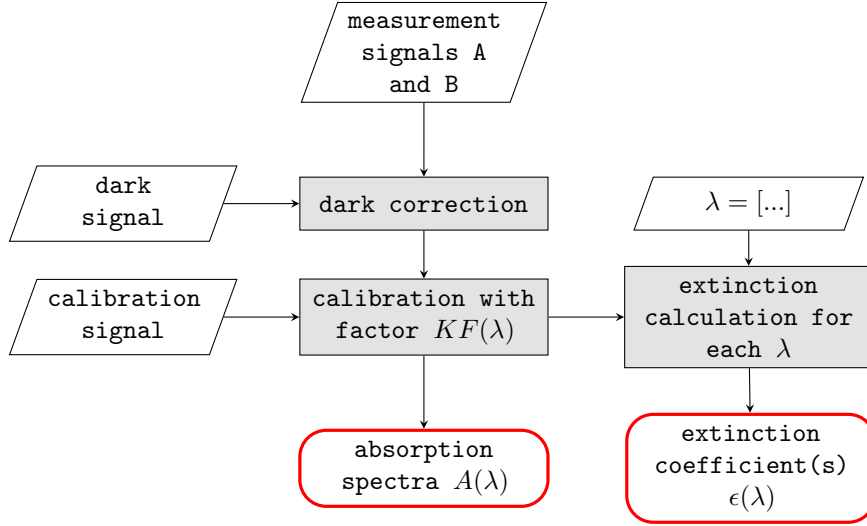 measurement
signals A
and B
dark
signal
dark correction
λ = [...]
calibration
signal
calibration with
factor KF(λ)
extinction
calculation for
each λ
absorption
spectra A(λ)
extinction
coefficient(s)
ϵ(λ)